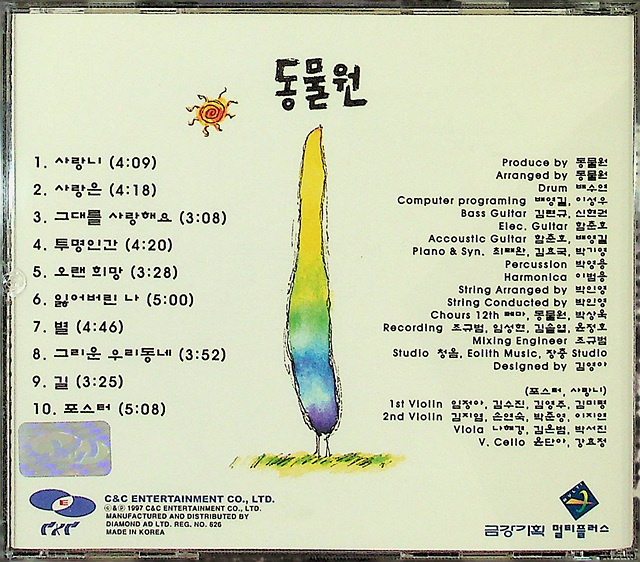 동물원
1. 사랑니 (4:09)
2. 사랑은 (4:18)
3. 그대를 사랑해요 (3:08)
4. 투명인간 (4:20)
5. 오랜 희망 (3:28)
6. 잃어버린 나 (5:00)
7. 별 (4:46)
8. 그리운 우리동네 (3:52)
9. 길 (3:25)
10. 포스터 (5:08)
Produce by 동물원
Arranged by 동물원
Drum 배수연
Computer programing 배영길, 이성우
Bass Guitar 김현규, 신현권
Elec. Guitar 함춘호
Accoustic Guitar 함춘호, 배영길
Piano & Syn. 최태완, 김효국, 박기영
Percussion 박영용
Harmonica 이범용
String Arranged by 박인영
String Conducted by 박인영
Chours 12th 테마, 동물원, 박상욱
Recording 조규범, 임성현, 김솔엽, 윤정호
Mixing Engineer 조규범
Studio 청음, Eolith Music, 장충 Studio
Designed by 김영아
(포스터, 사랑니)
1st Violin 임정아, 김수진, 김영주, 김미령
2nd Violin 김지엽, 손연숙, 박수준, 이지연
Viola 나혜경, 김은범, 박서진
V. Cello 윤단아, 강효정
C&C ENTERTAINMENT CO., LTD.
©&℗ 1997 C&C ENTERTAINMENT CO., LTD.
MANUFACTURED AND DISTRIBUTED BY
DIAMOND AD LTD. REG. NO. 626
MADE IN KOREA
MULTI
금강기획 멀티플러스